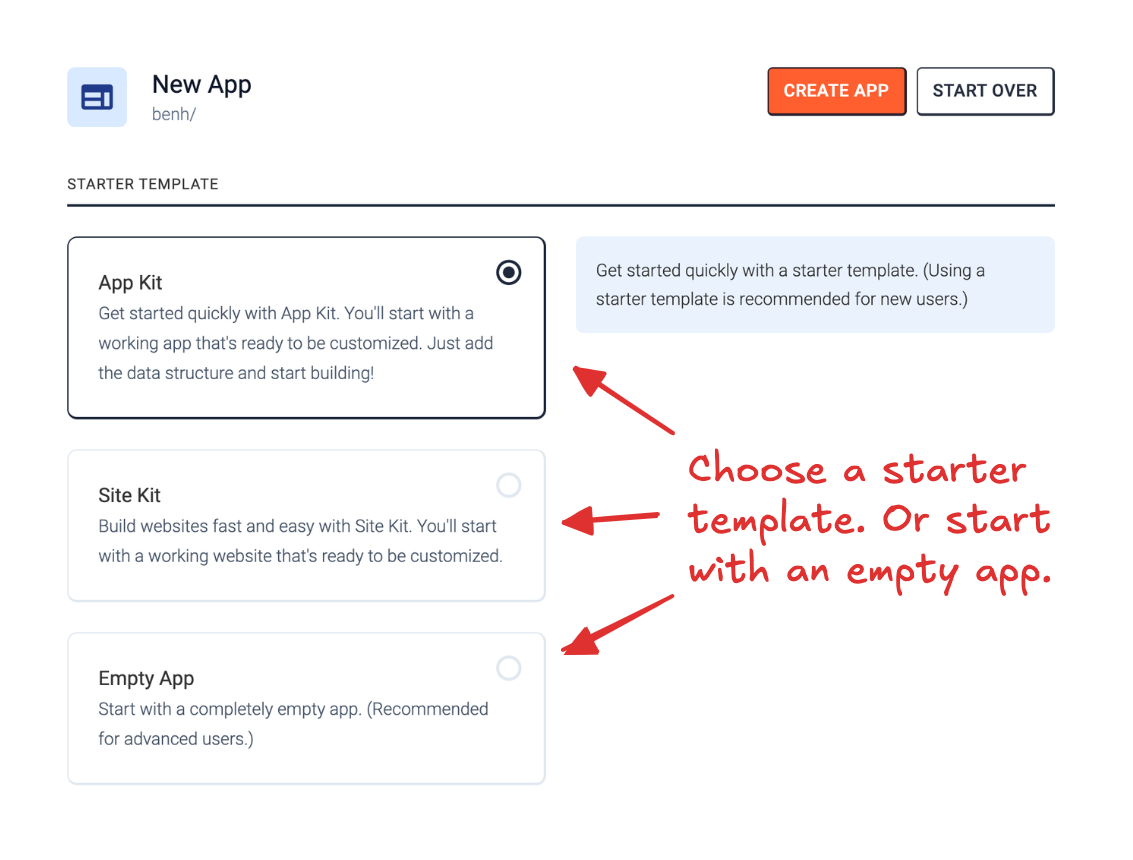 New App
benh/
CREATE APP
START OVER
STARTER TEMPLATE
App Kit
Get started quickly with App Kit. You'll start with a
working app that's ready to be customized. Just add
the data structure and start building!
Get started quickly with a starter template. (Using a
starter template is recommended for new users.)
Site Kit
Build websites fast and easy with Site Kit. You'll start
with a working website that's ready to be customized.
Empty App
Start with a completely empty app. (Recommended
for advanced users.)
Choose a starter
template. Or start
with an empty app.